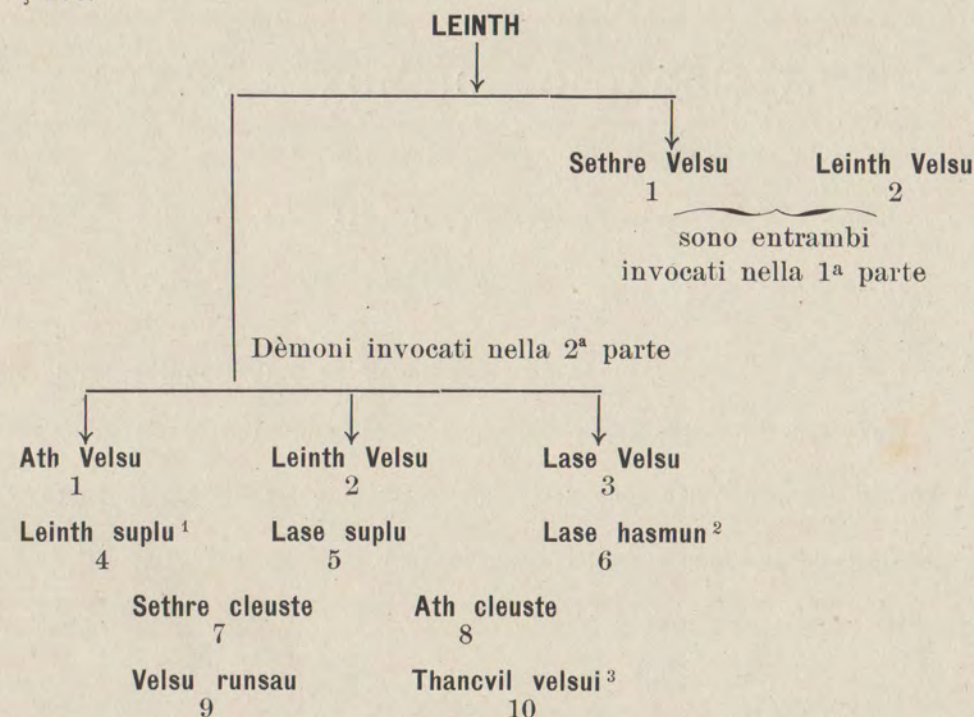 LEINTH
Sethre Velsu Leinth Velsu
1 2
sono entrambi
invocati nella 1ª parte
Dèmoni invocati nella 2ª parte
Ath Velsu Leinth Velsu Lase Velsu
1 2 3
Leinth suplu ¹ Lase suplu Lase hasmun ²
4 5 6
Sethre cleuste Ath cleuste
7 8
Velsu runsau Thancvil velsui ³
9 10